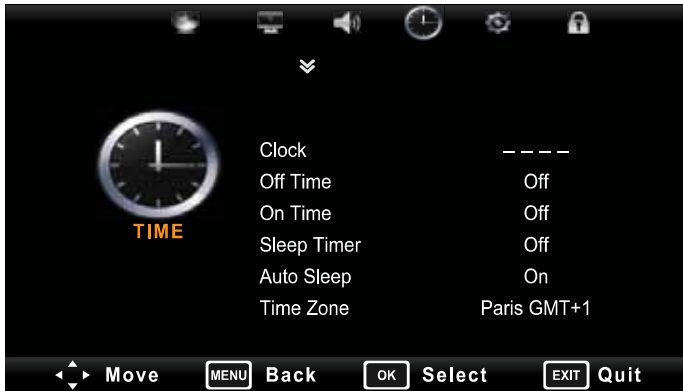 Clock – – – –
Off Time Off
On Time Off
TIME
Sleep Timer Off
Auto Sleep On
Time Zone Paris GMT+1
Move MENU Back OK Select EXIT Quit